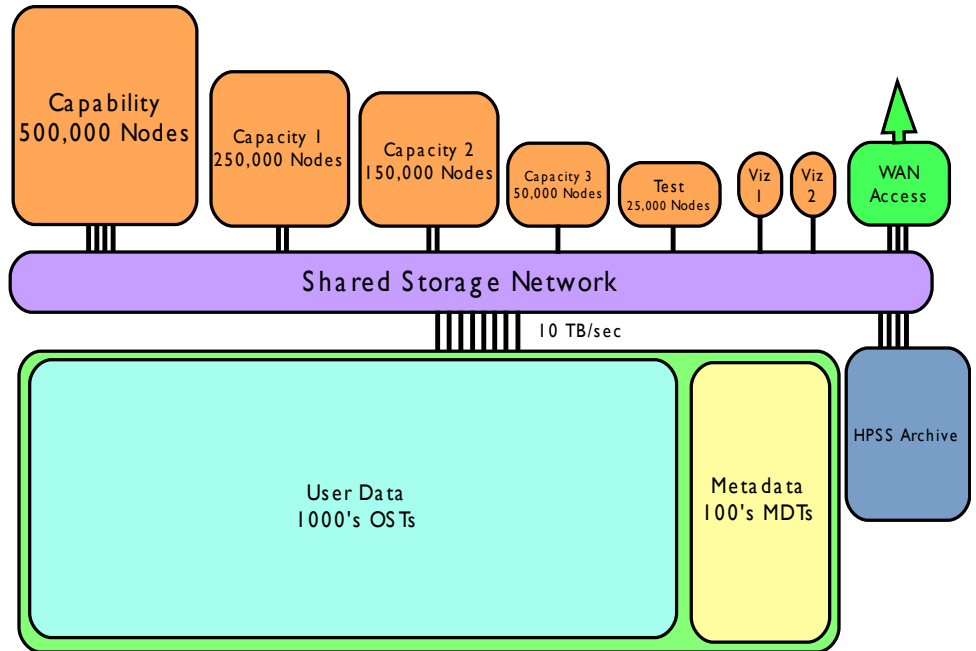 Capability
500,000 Nodes
Capacity 1
250,000 Nodes
Capacity 2
150,000 Nodes
Capacity 3
50,000 Nodes
Test
25,000 Nodes
Viz
1
Viz
2
WAN
Access
Shared Storage Network
10 TB/sec
User Data
1000's OSTs
Metadata
100's MDTs
HPSS Archive